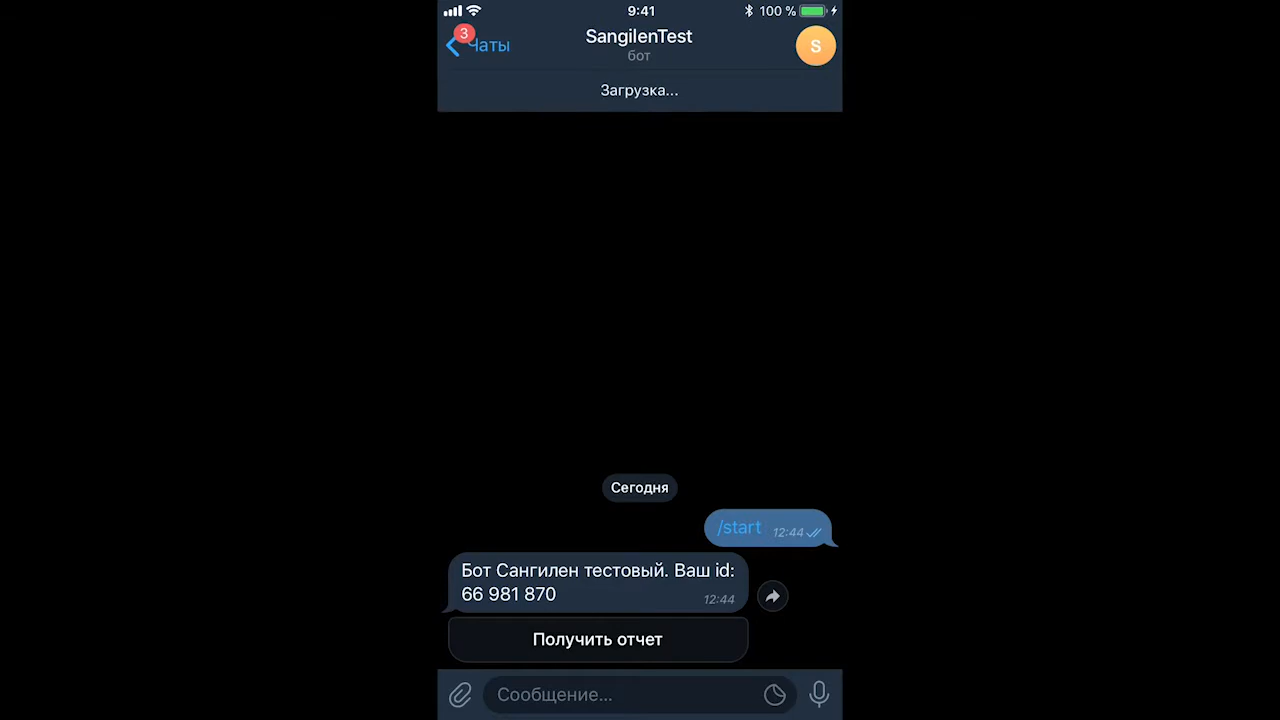 9:41
100 %
3
Чаты
SangilenTest
бот
S
Загрузка...
Сегодня
/start 12:44
Бот Сангилен тестовый. Ваш id:
66 981 870 12:44
Получить отчет
Сообщение...